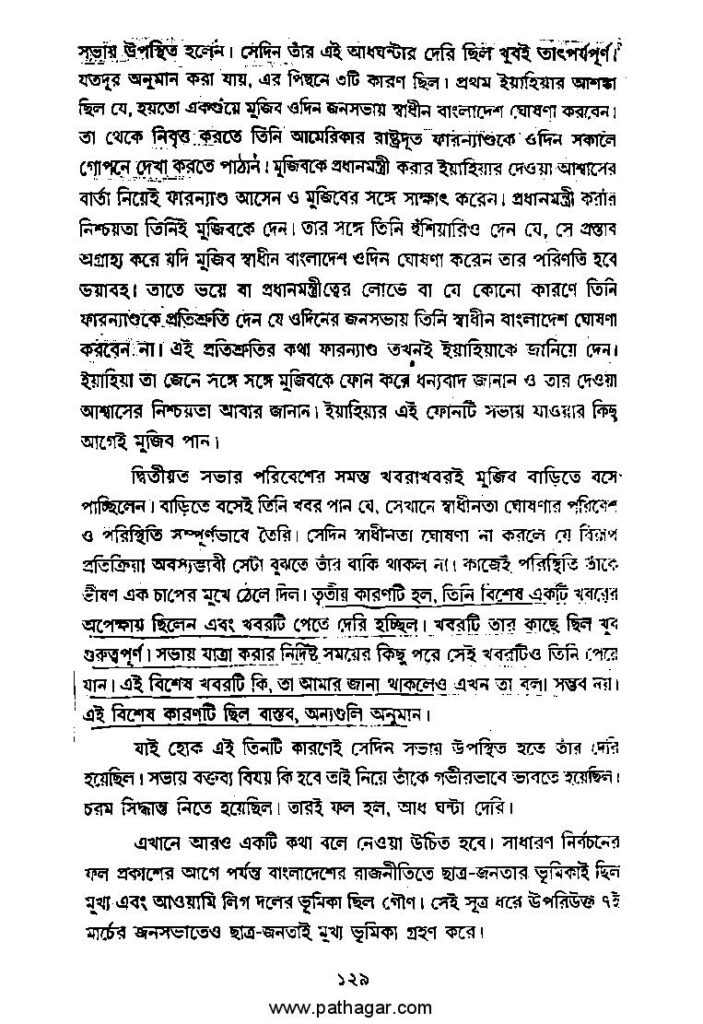 সভায় উপস্থিত হলেন। সেদিন তাঁর এই আধঘন্টার দেরি ছিল খুবই তাৎপর্যপূর্ণ।
যতদূর অনুমান করা যায়, এর পিছনে ৩টি কারণ ছিল। প্রথম ইয়াহিয়ার আশঙ্কা
ছিল যে, হয়তো একগুঁয়ে মুজিব ওদিন জনসভায় স্বাধীন বাংলাদেশ ঘোষণা করবেন।
তা থেকে নিবৃত্ত করতে তিনি আমেরিকার রাষ্ট্রদূত ফারন্যাণ্ডকে ওদিন সকালে
গোপনে দেখা করতে পাঠান। মুজিবকে প্রধানমন্ত্রী করার ইয়াহিয়ার দেওয়া আশ্বাসের
বার্তা নিয়েই ফারন্যাণ্ড আসেন ও মুজিবের সঙ্গে সাক্ষাৎ করেন। প্রধানমন্ত্রী করার
নিশ্চয়তা তিনিই মুজিবকে দেন। তার সঙ্গে তিনি হুঁশিয়ারিও দেন যে, সে প্রস্তাব
অগ্রাহ্য করে যদি মুজিব স্বাধীন বাংলাদেশ ওদিন ঘোষণা করেন তার পরিণতি হবে
ভয়াবহ। তাতে ভয়ে বা প্রধানমন্ত্রীত্বের লোভে বা যে কোনো কারণে তিনি
ফারন্যাণ্ডকে প্রতিশ্রুতি দেন যে ওদিনের জনসভায় তিনি স্বাধীন বাংলাদেশ ঘোষণা
করবেন না। এই প্রতিশ্রুতির কথা ফারন্যাণ্ড তখনই ইয়াহিয়াকে জানিয়ে দেন।
ইয়াহিয়া তা জেনে সঙ্গে সঙ্গে মুজিবকে ফোন করে ধন্যবাদ জানান ও তার দেওয়া
আশ্বাসের নিশ্চয়তা আবার জানান। ইয়াহিয়ার এই ফোনটি সভায় যাওয়ার কিছু
আগেই মুজিব পান।
দ্বিতীয়ত সভার পরিবেশের সমস্ত খবরাখবরই মুজিব বাড়িতে বসে
পাচ্ছিলেন। বাড়িতে বসেই তিনি খবর পান যে, সেখানে স্বাধীনতা ঘোষণার পরিবেশ
ও পরিস্থিতি সম্পূর্ণভাবে তৈরি। সেদিন স্বাধীনতা ঘোষণা না করলে যে বিরূপ
প্রতিক্রিয়া অবস্যম্ভাবী সেটা বুঝতে তাঁর বাকি থাকল না। কাজেই পরিস্থিতি তাঁকে
ভীষণ এক চাপের মুখে ঠেলে দিল। তৃতীয় কারণটি হল, তিনি বিশেষ একটি খবরের
অপেক্ষায় ছিলেন এবং খবরটি পেতে দেরি হচ্ছিল। খবরটি তার কাছে ছিল খুব
গুরুত্বপূর্ণ। সভায় যাত্রা করার নির্দিষ্ট সময়ের কিছু পরে সেই খবরটিও তিনি পেয়ে
যান। এই বিশেষ খবরটি কি, তা আমার জানা থাকলেও এখন তা বলা সম্ভব নয়।
এই বিশেষ কারণটি ছিল বাস্তব, অন্যগুলি অনুমান।
যাই হোক এই তিনটি কারণেই সেদিন সভায় উপস্থিত হতে তাঁর দেরি
হয়েছিল। সভায় বক্তব্য বিষয় কি হবে তাই নিয়ে তাঁকে গভীরভাবে ভাবতে হয়েছিল।
চরম সিদ্ধান্ত নিতে হয়েছিল। তারই ফল হল, আধ ঘন্টা দেরি।
এখানে আরও একটি কথা বলে নেওয়া উচিত হবে। সাধারণ নির্বচনের
ফল প্রকাশের আগে পর্যন্ত বাংলাদেশের রাজনীতিতে ছাত্র-জনতার ভূমিকাই ছিল
মুখ্য এবং আওয়ামি লিগ দলের ভূমিকা ছিল গৌণ। সেই সূত্র ধরে উপরিউক্ত ৭ই
মার্চের জনসভাতেও ছাত্র-জনতাই মুখ্য ভূমিকা গ্রহণ করে।
১২৯
www.pathagar.com